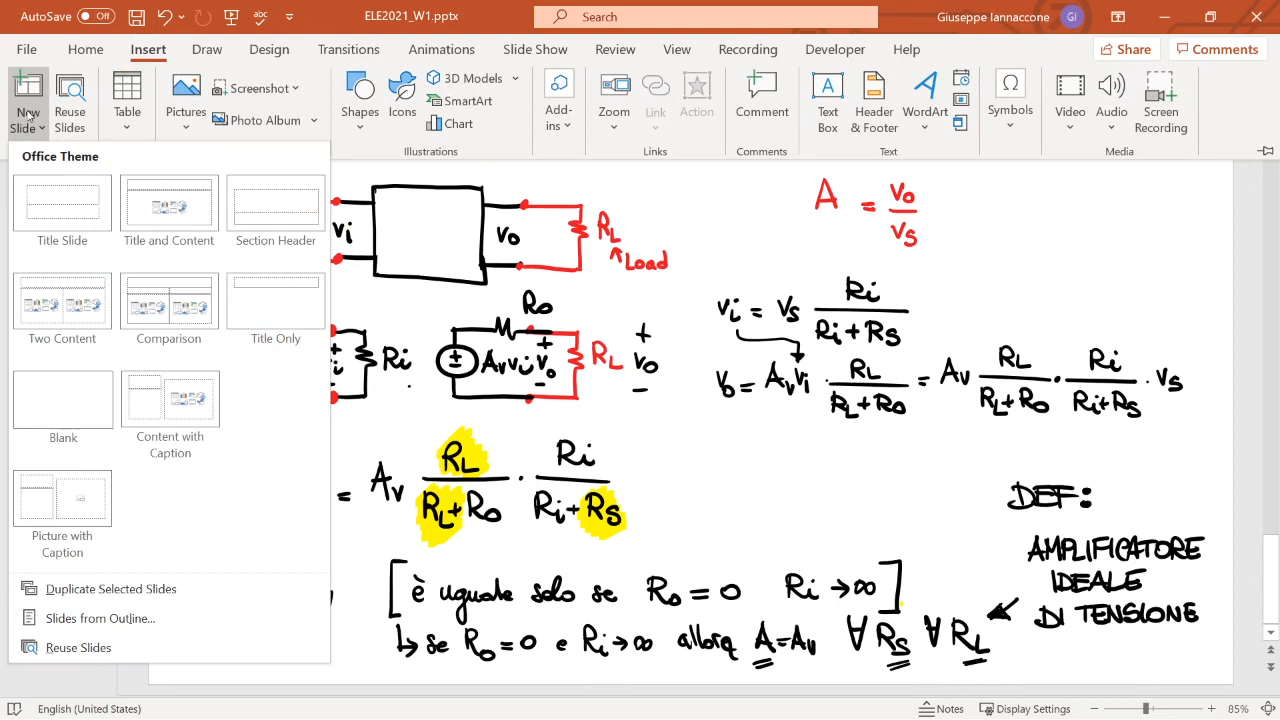 AutoSave Off ELE2021_W1.pptx Search Giuseppe Iannaccone GI
File Home Insert Draw Design Transitions Animations Slide Show Review View Recording Developer Help Share Comments
New Slide Reuse Slides Table Pictures Screenshot Photo Album Shapes Icons 3D Models SmartArt Chart Add-ins Zoom Link Action Comment Text Box Header & Footer WordArt Symbols Video Audio Screen Recording
Illustrations Links Comments Text Media
Office Theme
Title Slide Title and Content Section Header
Two Content Comparison Title Only
Blank Content with Caption
Picture with Caption
Duplicate Selected Slides
Slides from Outline...
Reuse Slides
vi vo RL
Load
A = vo/vs
Ri Ro Av vi vo RL + vo -
vi = vs Ri/(Ri+Rs)
vo = Av vi · RL/(RL+Ro) = Av RL/(RL+Ro) · Ri/(Ri+Rs) · vs
= Av RL/(RL+Ro) · Ri/(Ri+Rs)
DEF:
AMPLIFICATORE
IDEALE
DI TENSIONE
[è uguale solo se Ro = 0 Ri → ∞]
↳ se Ro = 0 e Ri → ∞ allora A = Av ∀ Rs ∀ RL
English (United States) Notes Display Settings 85%